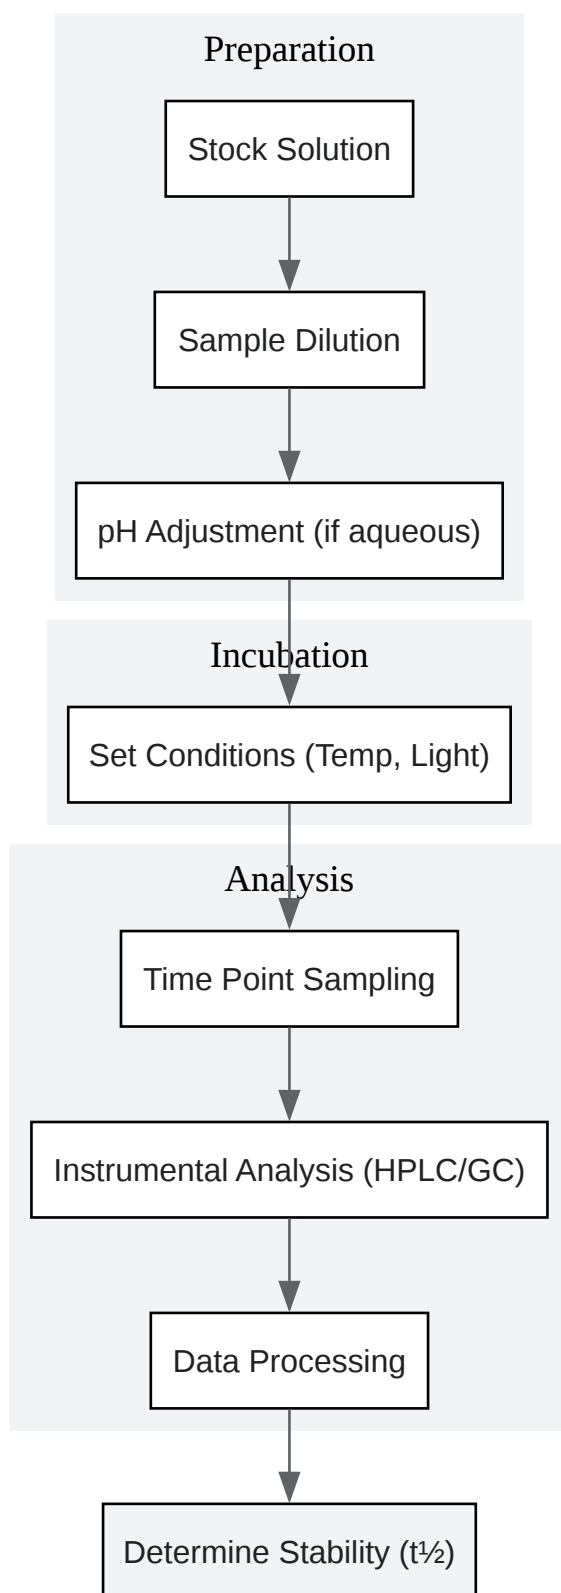 Preparation
Stock Solution
Sample Dilution
pH Adjustment (if aqueous)
Incubation
Set Conditions (Temp, Light)
Analysis
Time Point Sampling
Instrumental Analysis (HPLC/GC)
Data Processing
Determine Stability (t½)